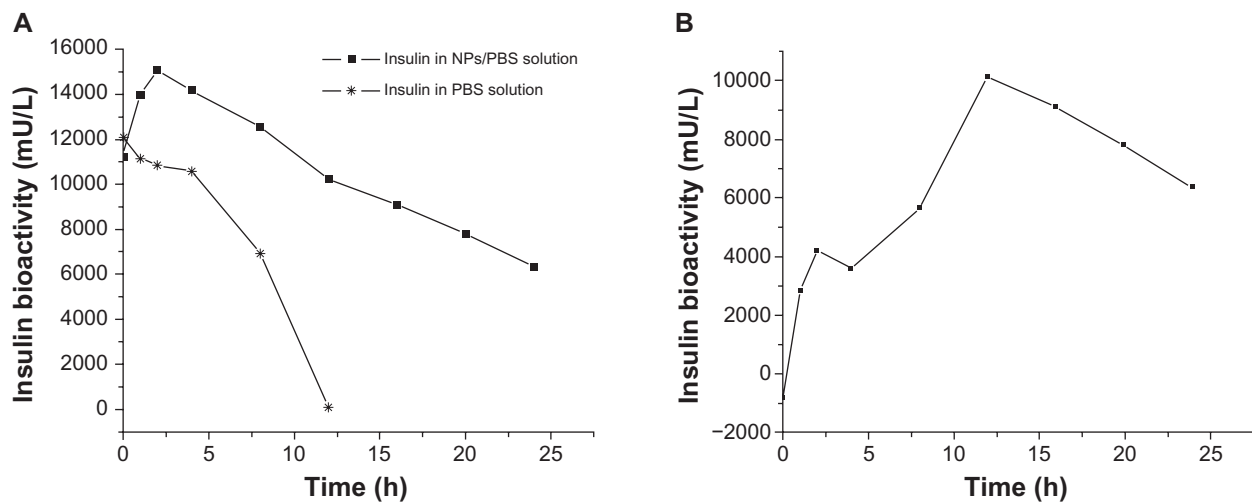 A
Insulin bioactivity (mU/L)
16000
14000
12000
10000
8000
6000
4000
2000
0
Insulin in NPs/PBS solution
Insulin in PBS solution
0 5 10 15 20 25
Time (h)
B
Insulin bioactivity (mU/L)
10000
8000
6000
4000
2000
0
−2000
0 5 10 15 20 25
Time (h)